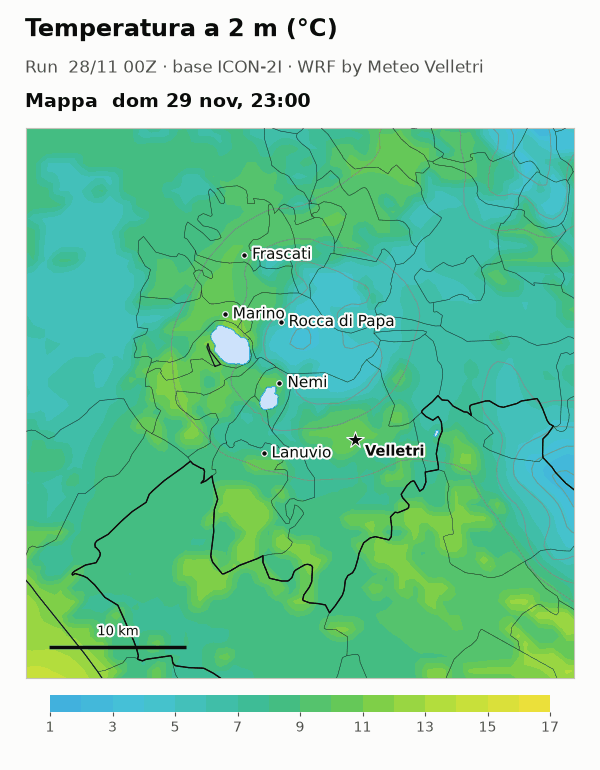 Temperatura a 2 m (°C)
Run  28/11 00Z · base ICON-2I · WRF by Meteo Velletri
Mappa  dom 29 nov, 23:00
Frascati
Marino
Rocca di Papa
Nemi
Velletri
Lanuvio
10 km
1 3 5 7 9 11 13 15 17